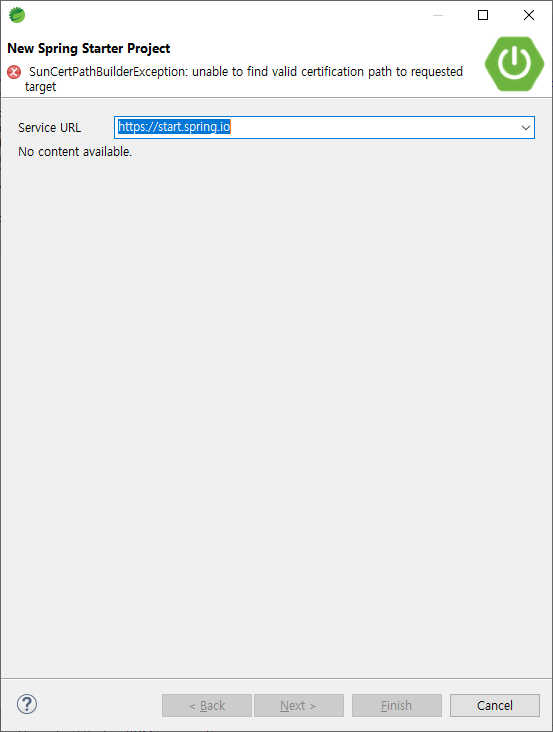 New Spring Starter Project
SunCertPathBuilderException: unable to find valid certification path to requested
target
Service URL
https://start.spring.io
No content available.
?
< Back
Next >
Finish
Cancel